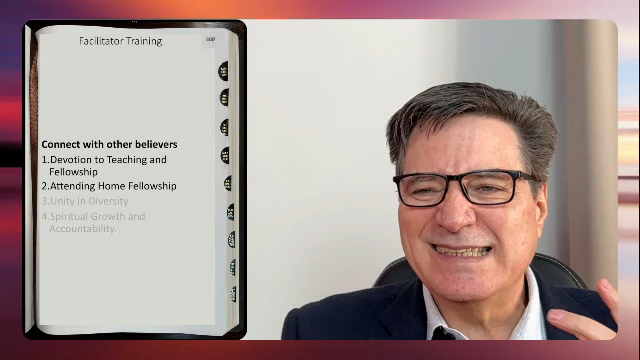 Facilitator Training
Connect with other believers
1.Devotion to Teaching and
Fellowship
2.Attending Home Fellowship
3.Unity in Diversity
4.Spiritual Growth and
Accountability.